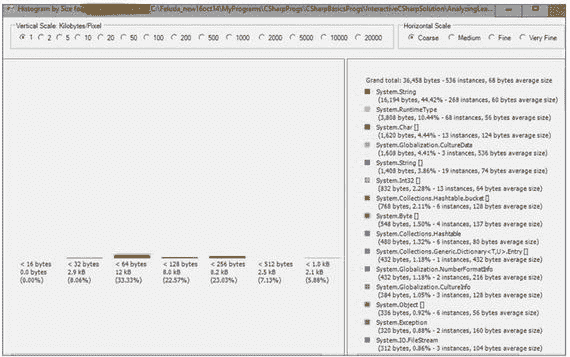 Histogram by Size for C:\Feluda_new16oct14\MyPrograms\CSharpProgs\CSharpBasicsProgs\InteractiveCSharpSolution\AnalyzingLea...
Vertical Scale: Kilobytes/Pixel
1 2 5 10 20 50 100 200 500 1000 2000 5000 10000 20000
Horizontal Scale
Coarse Medium Fine Very Fine
< 16 bytes
0.0 bytes
(0.00%)
< 32 bytes
2.9 kB
(8.06%)
< 64 bytes
12 kB
(33.33%)
< 128 bytes
8.0 kB
(22.57%)
< 256 bytes
8.2 kB
(23.03%)
< 512 bytes
2.5 kB
(7.13%)
< 1.0 kB
2.1 kB
(5.88%)
Grand total: 36,458 bytes - 536 instances, 68 bytes average size
System.String
(16,194 bytes, 44.42% - 268 instances, 60 bytes average size)
System.RuntimeType
(3,808 bytes, 10.44% - 68 instances, 56 bytes average size)
System.Char []
(1,620 bytes, 4.44% - 13 instances, 124 bytes average size)
System.Globalization.CultureData
(1,608 bytes, 4.41% - 3 instances, 536 bytes average size)
System.String []
(1,408 bytes, 3.86% - 19 instances, 74 bytes average size)
System.Int32 []
(832 bytes, 2.28% - 13 instances, 64 bytes average size)
System.Collections.Hashtable.bucket []
(768 bytes, 2.11% - 6 instances, 128 bytes average size)
System.Byte []
(548 bytes, 1.50% - 4 instances, 137 bytes average size)
System.Collections.Hashtable
(480 bytes, 1.32% - 6 instances, 80 bytes average size)
System.Collections.Generic.Dictionary<T,U>.Entry []
(432 bytes, 1.18% - 1 instances, 432 bytes average size)
System.Globalization.NumberFormatInfo
(432 bytes, 1.18% - 2 instances, 216 bytes average size)
System.Globalization.CultureInfo
(384 bytes, 1.05% - 3 instances, 128 bytes average size)
System.Object []
(336 bytes, 0.92% - 6 instances, 56 bytes average size)
System.Exception
(320 bytes, 0.88% - 2 instances, 160 bytes average size)
System.IO.FileStream
(312 bytes, 0.86% - 3 instances, 104 bytes average size)